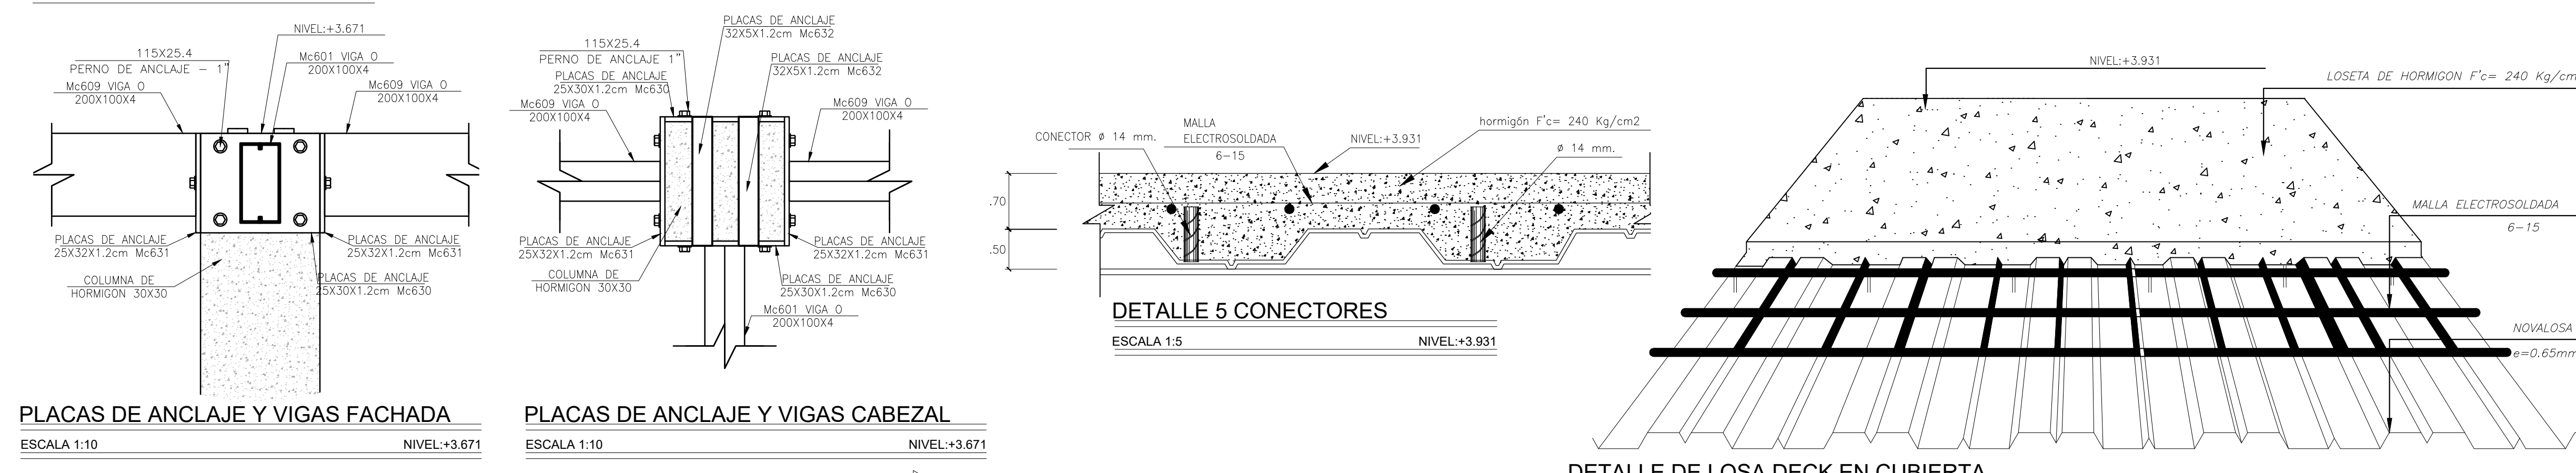 NIVEL:+3.671
115X25.4
PERNO DE ANCLAJE - 1"
Mc601 VIGA O
200X100X4
Mc609 VIGA O
200X100X4
Mc609 VIGA O
200X100X4
PLACAS DE ANCLAJE
25X32X1.2cm Mc631
PLACAS DE ANCLAJE
25X32X1.2cm Mc631
COLUMNA DE
HORMIGON 30X30
PLACAS DE ANCLAJE
25X30X1.2cm Mc630
PLACAS DE ANCLAJE Y VIGAS FACHADA
ESCALA 1:10
NIVEL:+3.671
PLACAS DE ANCLAJE
32X5X1.2cm Mc632
115X25.4
PERNO DE ANCLAJE 1"
PLACAS DE ANCLAJE
32X5X1.2cm Mc632
PLACAS DE ANCLAJE
25X30X1.2cm Mc630
Mc609 VIGA O
200X100X4
Mc609 VIGA O
200X100X4
PLACAS DE ANCLAJE
25X32X1.2cm Mc631
PLACAS DE ANCLAJE
25X32X1.2cm Mc631
COLUMNA DE
HORMIGON 30X30
PLACAS DE ANCLAJE
25X30X1.2cm Mc630
Mc601 VIGA O
200X100X4
PLACAS DE ANCLAJE Y VIGAS CABEZAL
ESCALA 1:10
NIVEL:+3.671
CONECTOR ø 14 mm.
MALLA
ELECTROSOLDADA
6-15
NIVEL:+3.931
hormigón F'c= 240 Kg/cm2
ø 14 mm.
.70
.50
DETALLE 5 CONECTORES
ESCALA 1:5
NIVEL:+3.931
NIVEL:+3.931
LOSETA DE HORMIGON F'c= 240 Kg/cm
MALLA ELECTROSOLDADA
6-15
NOVALOSA
e=0.65mm
DETALLE DE LOSA DECK EN CUBIERTA